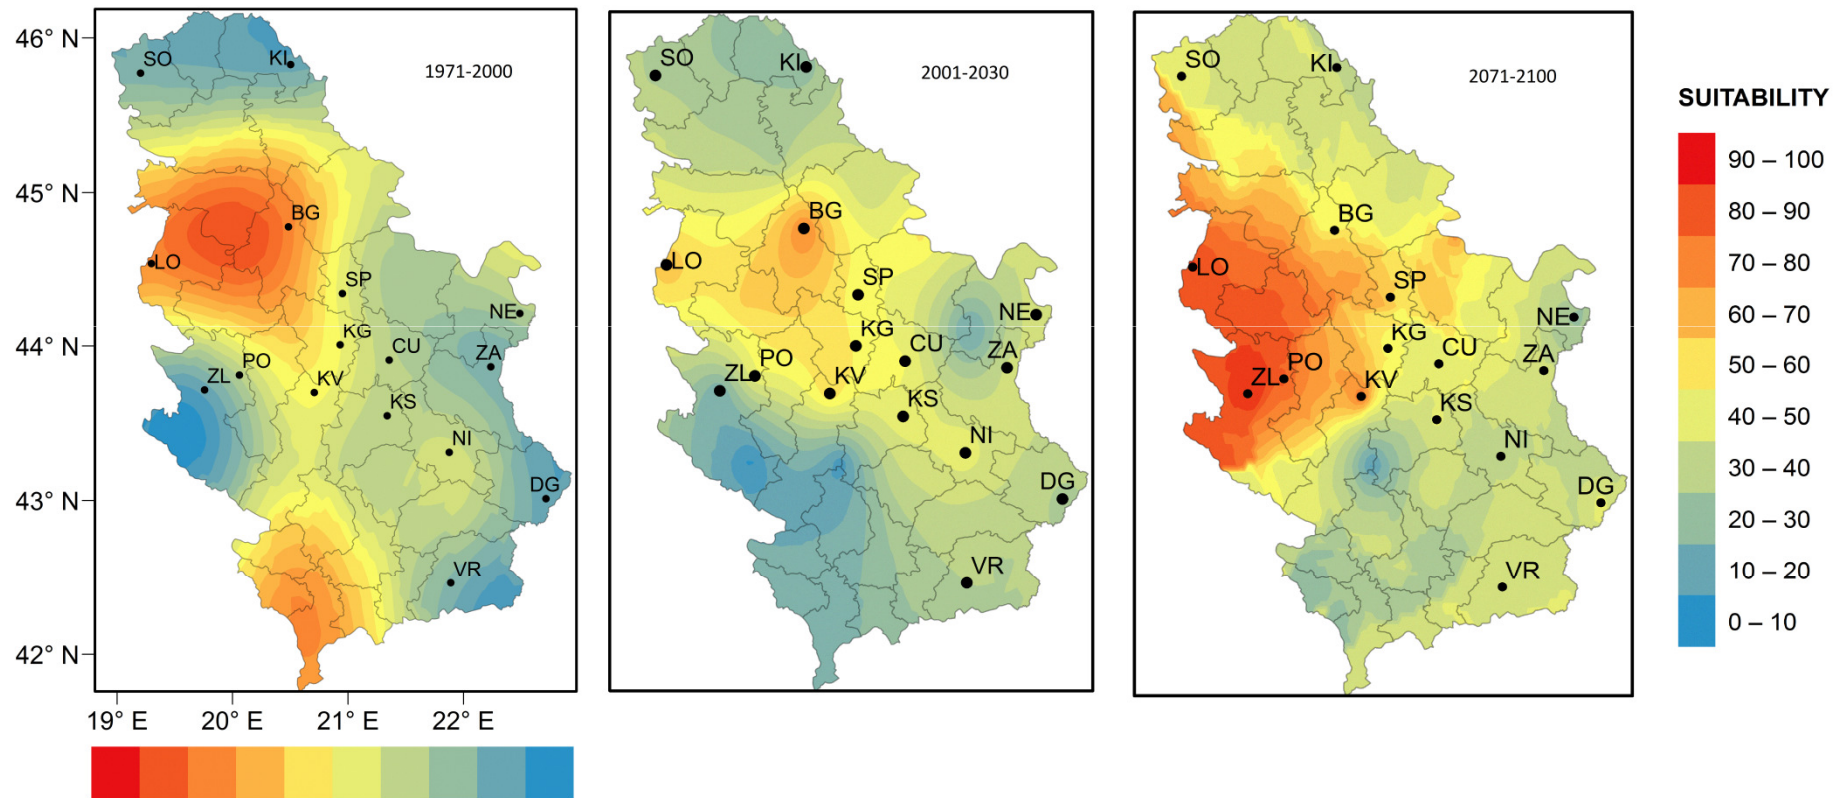 46° N
45° N
44° N
43° N
42° N
19° E 20° E 21° E 22° E
1971-2000
SO
KI
BG
LO
SP
NE
KG
CU
ZA
PO
ZL
KV
KS
NI
DG
VR
2001-2030
SO
KI
BG
LO
SP
NE
KG
CU
ZA
PO
ZL
KV
KS
NI
DG
VR
2071-2100
SO
KI
BG
LO
SP
NE
KG
CU
ZA
PO
ZL
KV
KS
NI
DG
VR
SUITABILITY
90 – 100
80 – 90
70 – 80
60 – 70
50 – 60
40 – 50
30 – 40
20 – 30
10 – 20
0 – 10